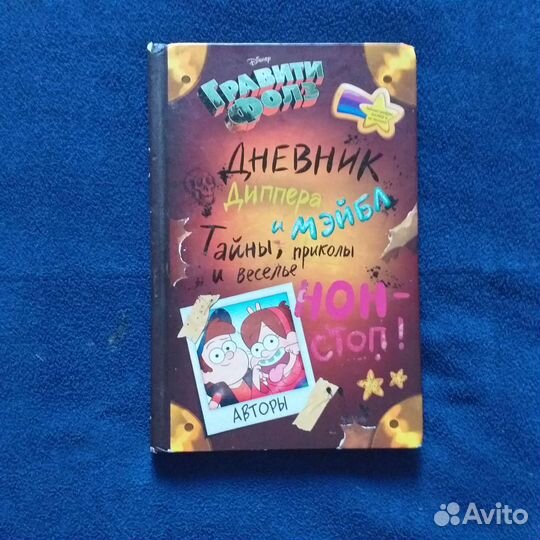 Disney
ГРАВИТИ
ФОЛЗ
ДНЕВНИК
Диппера
и МЭЙБЛ
Тайны, приколы
и веселье
НОН-
СТОП!
АВТОРЫ
Avito